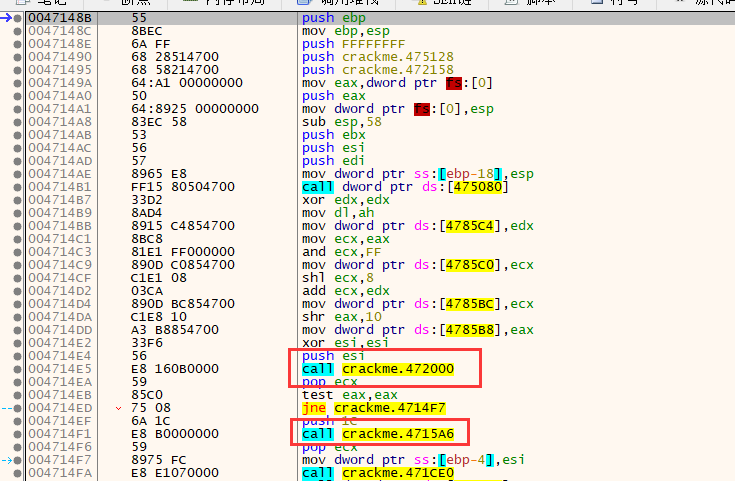 0047148B 55 push ebp
0047148C 8BEC mov ebp,esp
0047148E 6A FF push FFFFFFFF
00471490 68 28514700 push crackme.475128
00471495 68 58214700 push crackme.472158
0047149A 64:A1 00000000 mov eax,dword ptr fs:[0]
004714A0 50 push eax
004714A1 64:8925 00000000 mov dword ptr fs:[0],esp
004714A8 83EC 58 sub esp,58
004714AB 53 push ebx
004714AC 56 push esi
004714AD 57 push edi
004714AE 8965 E8 mov dword ptr ss:[ebp-18],esp
004714B1 FF15 80504700 call dword ptr ds:[475080]
004714B7 33D2 xor edx,edx
004714B9 8AD4 mov dl,ah
004714BB 8915 C4854700 mov dword ptr ds:[4785C4],edx
004714C1 8BC8 mov ecx,eax
004714C3 81E1 FF000000 and ecx,FF
004714C9 890D C0854700 mov dword ptr ds:[4785C0],ecx
004714CF C1E1 08 shl ecx,8
004714D2 03CA add ecx,edx
004714D4 890D BC854700 mov dword ptr ds:[4785BC],ecx
004714DA C1E8 10 shr eax,10
004714DD A3 B8854700 mov dword ptr ds:[4785B8],eax
004714E2 33F6 xor esi,esi
004714E4 56 push esi
004714E5 E8 160B0000 call crackme.472000
004714EA 59 pop ecx
004714EB 85C0 test eax,eax
004714ED 75 08 jne crackme.4714F7
004714EF 6A 1C push 1C
004714F1 E8 B0000000 call crackme.4715A6
004714F6 59 pop ecx
004714F7 8975 FC mov dword ptr ss:[ebp-4],esi
004714FA E8 E1070000 call crackme.471CE0